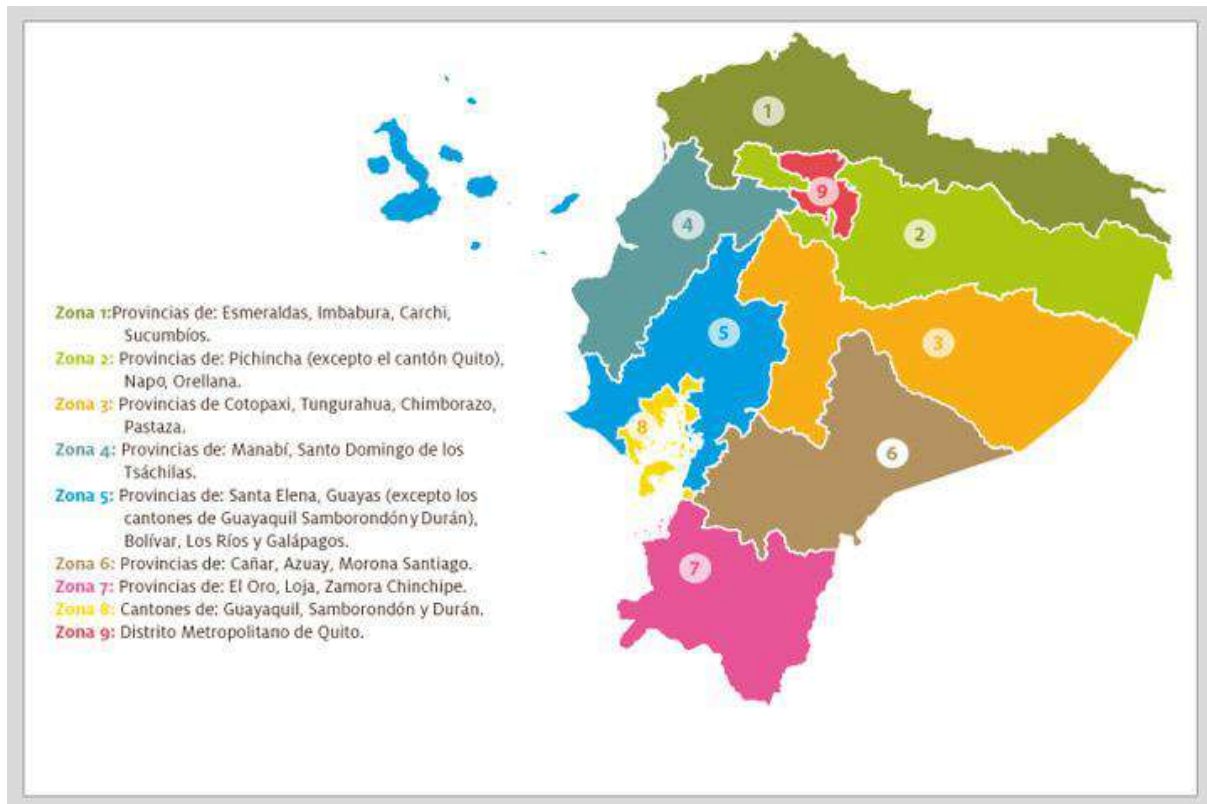 1
9
2
4
5
3
8
6
7
Zona 1:Provincias de: Esmeraldas, Imbabura, Carchi,
Sucumbíos.
Zona 2: Provincias de: Pichincha (excepto el cantón Quito),
Napo, Orellana.
Zona 3: Provincias de Cotopaxi, Tungurahua, Chimborazo,
Pastaza.
Zona 4: Provincias de: Manabí, Santo Domingo de los
Tsáchilas.
Zona 5: Provincias de: Santa Elena, Guayas (excepto los
cantones de Guayaquil Samborondón y Durán),
Bolívar, Los Ríos y Galápagos.
Zona 6: Provincias de: Cañar, Azuay, Morona Santiago.
Zona 7: Provincias de: El Oro, Loja, Zamora Chinchipe.
Zona 8: Cantones de: Guayaquil, Samborondón y Durán.
Zona 9: Distrito Metropolitano de Quito.